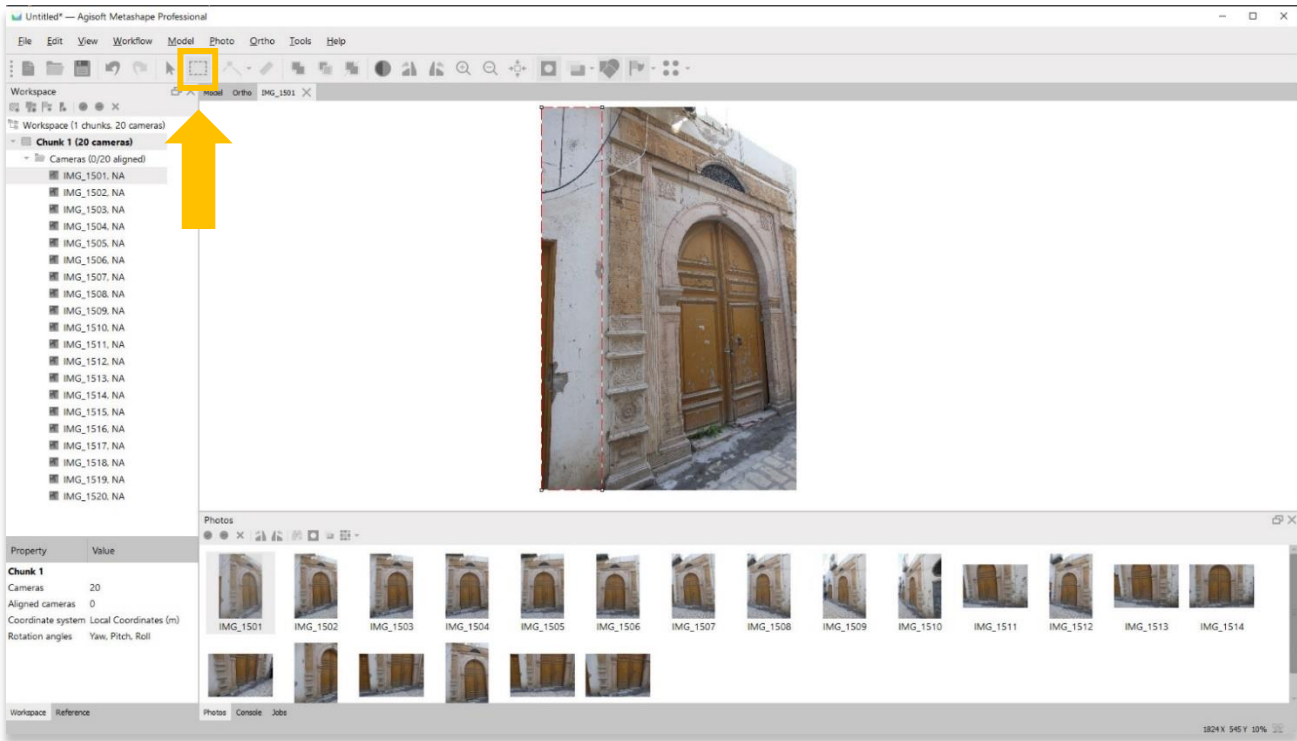 Untitled* — Agisoft Metashape Professional
File Edit View Workflow Model Photo Ortho Tools Help
Workspace
Model Ortho IMG_1501
Workspace (1 chunks, 20 cameras)
Chunk 1 (20 cameras)
Cameras (0/20 aligned)
IMG_1501, NA
IMG_1502, NA
IMG_1503, NA
IMG_1504, NA
IMG_1505, NA
IMG_1506, NA
IMG_1507, NA
IMG_1508, NA
IMG_1509, NA
IMG_1510, NA
IMG_1511, NA
IMG_1512, NA
IMG_1513, NA
IMG_1514, NA
IMG_1515, NA
IMG_1516, NA
IMG_1517, NA
IMG_1518, NA
IMG_1519, NA
IMG_1520, NA
Property Value
Chunk 1
Cameras 20
Aligned cameras 0
Coordinate system Local Coordinates (m)
Rotation angles Yaw, Pitch, Roll
Workspace Reference
Photos
IMG_1501 IMG_1502 IMG_1503 IMG_1504 IMG_1505 IMG_1506 IMG_1507 IMG_1508 IMG_1509 IMG_1510 IMG_1511 IMG_1512 IMG_1513 IMG_1514
Photos Console Jobs
1824 X 545 Y 10%